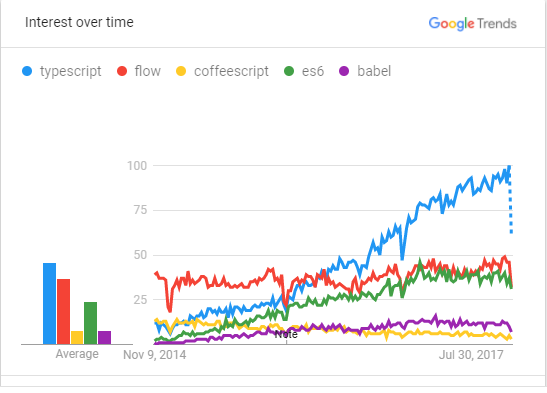 Interest over time
Google Trends
typescript flow coffeescript es6 babel
100
75
50
25
Average
Nov 9, 2014
Note
Jul 30, 2017